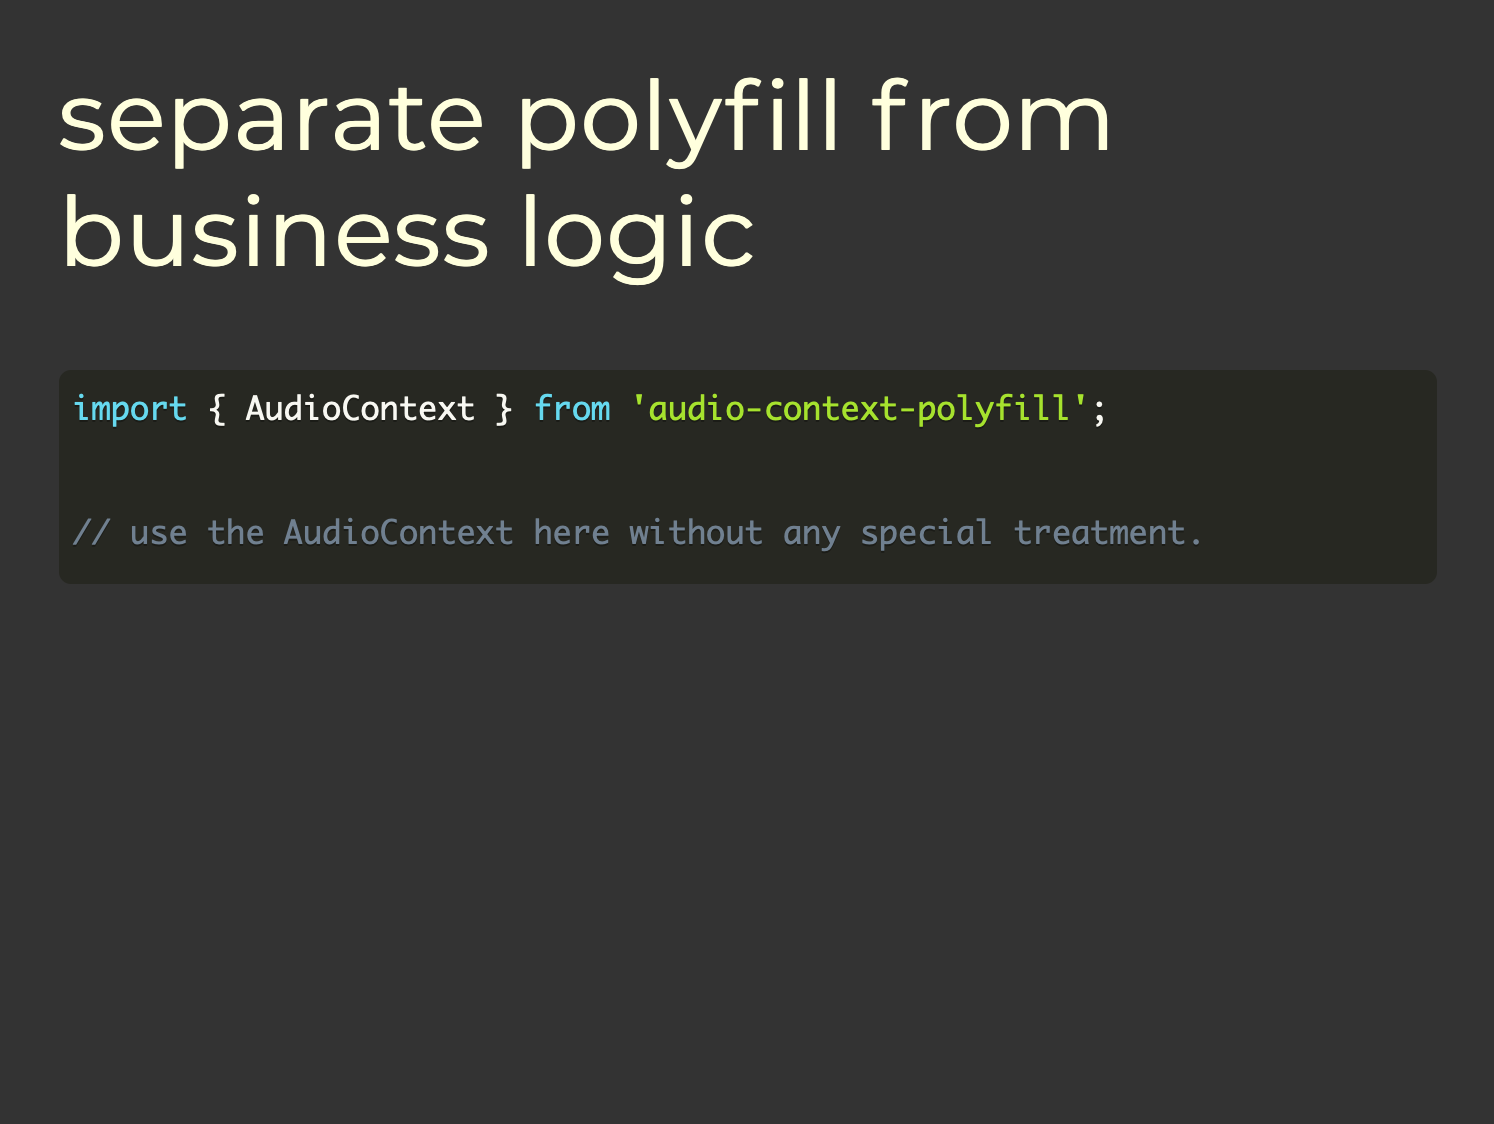 separate polyfill from
business logic
import { AudioContext } from 'audio-context-polyfill';
// use the AudioContext here without any special treatment.